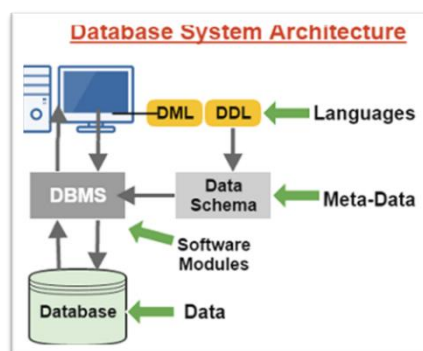 Database System Architecture
DML DDL Languages
DBMS
Data
Schema
Meta-Data
Software
Modules
Database
Data